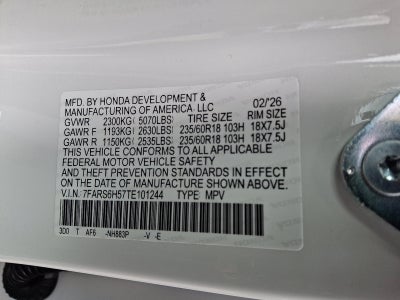 MFD. BY HONDA DEVELOPMENT &
MANUFACTURING OF AMERICA, LLC 02/'26
GVWR 2300KG( 5070LBS) TIRE SIZE RIM SIZE
GAWR F 1193KG( 2630LBS) 235/60R18 103H 18X7.5J
GAWR R 1150KG( 2535LBS) 235/60R18 103H 18X7.5J
THIS VEHICLE CONFORMS TO ALL APPLICABLE
FEDERAL MOTOR VEHICLE SAFETY
AND THEFT PREVENTION STANDARDS IN EFFECT
ON THE DATE OF MANUFACTURE SHOWN ABOVE.
V.I.N.: 7FARS6H57TE101244 TYPE: MPV
3D0 T AF6 -NH883P -V -E